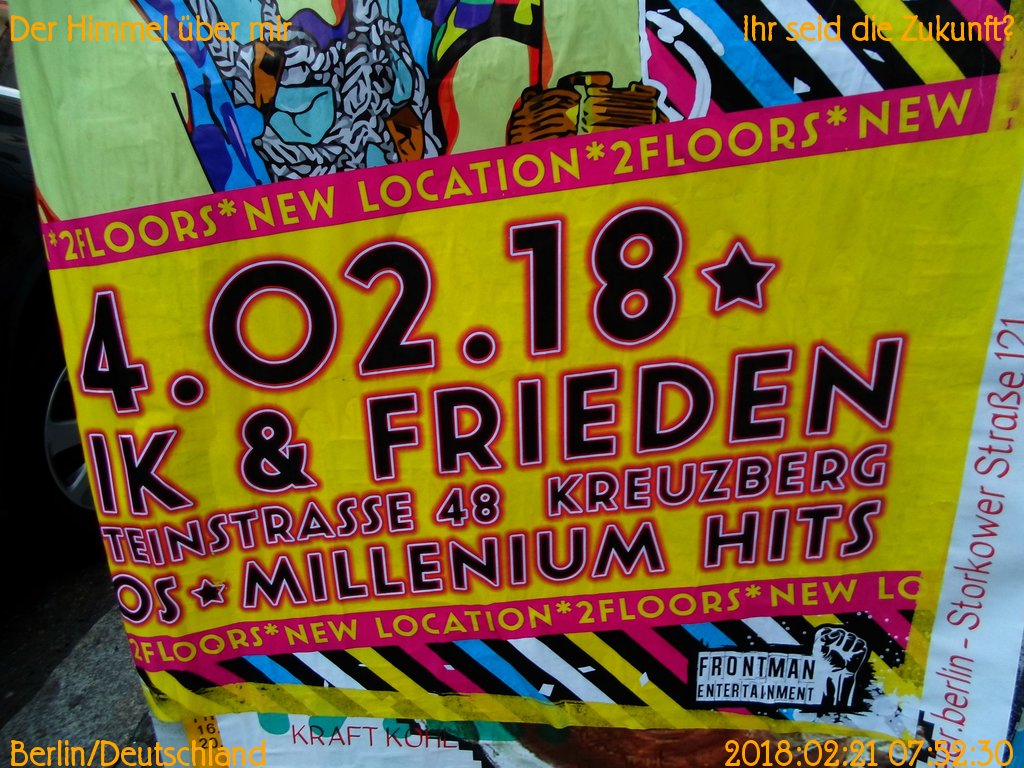 Der Himmel über mir
Ihr seid die Zukunft?
*2FLOORS*NEW LOCATION*2FLOORS*NEW
4.02.18★
IK & FRIEDEN
TEINSTRASSE 48 KREUZBERG
OS★MILLENIUM HITS
2FLOORS*NEW LOCATION*2FLOORS*NEW LO
FRONTMAN
ENTERTAINMENT
r.berlin - Storkower Straße 121
KRAFT KOHL
Berlin/Deutschland
2018:02:21 07:52:30